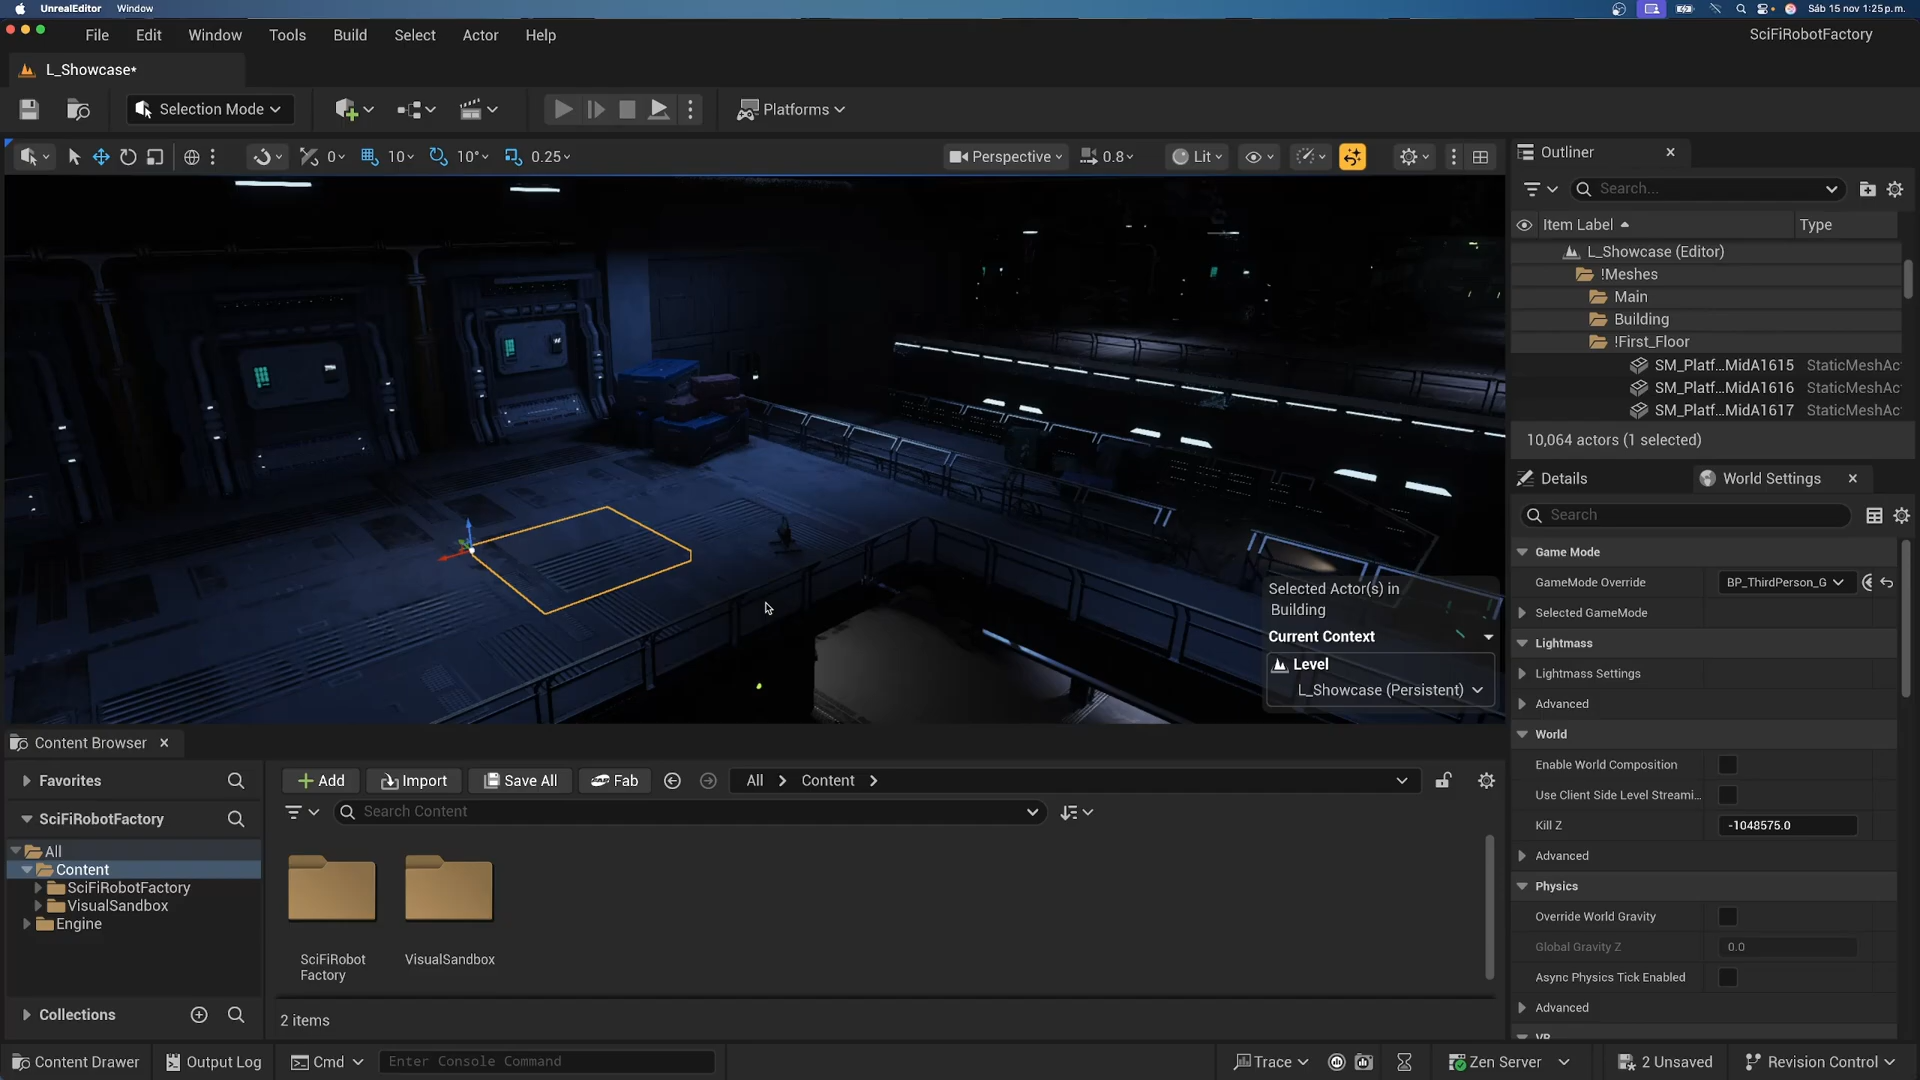 UnrealEditor Window Sáb 15 nov 1:25 p.m.
File Edit Window Tools Build Select Actor Help SciFiRobotFactory
L_Showcase*
Selection Mode Platforms
0 10 10° 0.25 Perspective 0.8 Lit
Selected Actor(s) in
Building
Current Context
Level
L_Showcase (Persistent)
Outliner
Search...
Item Label Type
L_Showcase (Editor)
!Meshes
Main
Building
!First_Floor
SM_Platf...MidA1615 StaticMeshAc
SM_Platf...MidA1616 StaticMeshAc
SM_Platf...MidA1617 StaticMeshAc
10,064 actors (1 selected)
Details World Settings
Search
Game Mode
GameMode Override BP_ThirdPerson_G
Selected GameMode
Lightmass
Lightmass Settings
Advanced
World
Enable World Composition
Use Client Side Level Streami...
Kill Z -1048575.0
Advanced
Physics
Override World Gravity
Global Gravity Z 0.0
Async Physics Tick Enabled
Advanced
VR
Content Browser
Favorites
SciFiRobotFactory
All
Content
SciFiRobotFactory
VisualSandbox
Engine
Collections
Add Import Save All Fab All Content
Search Content
SciFiRobot
Factory
VisualSandbox
2 items
Content Drawer Output Log Cmd Enter Console Command Trace Zen Server 2 Unsaved Revision Control